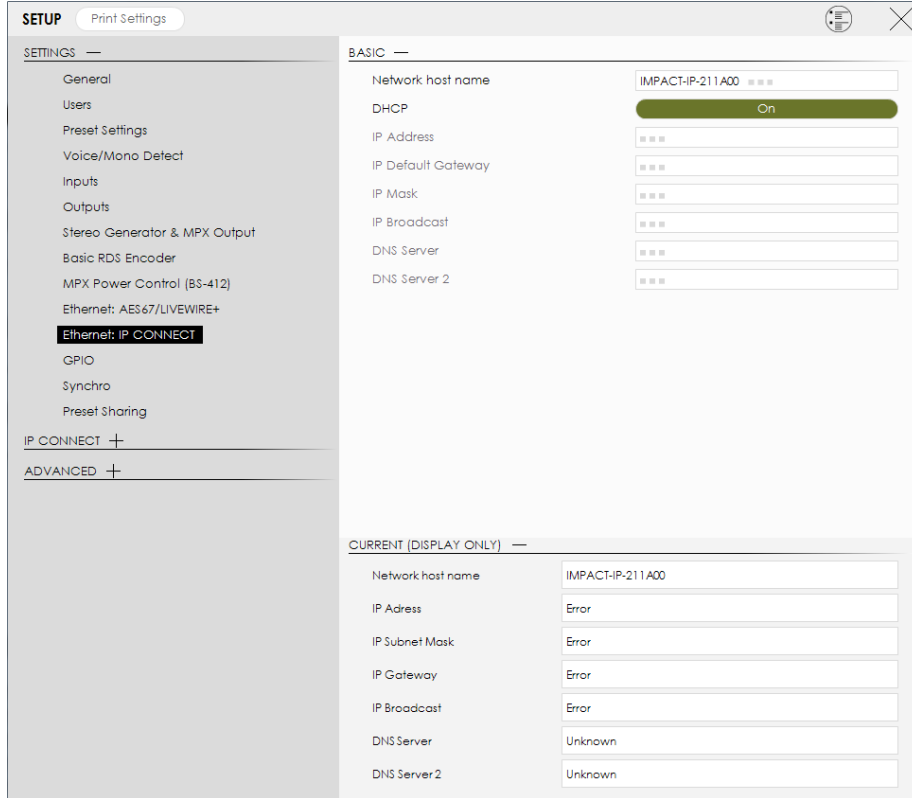 SETUP Print Settings
SETTINGS
General
Users
Preset Settings
Voice/Mono Detect
Inputs
Outputs
Stereo Generator & MPX Output
Basic RDS Encoder
MPX Power Control (BS-412)
Ethernet: AES67/LIVEWIRE+
Ethernet: IP CONNECT
GPIO
Synchro
Preset Sharing
IP CONNECT
ADVANCED
BASIC
Network host name IMPACT-IP-211A00
DHCP On
IP Address
IP Default Gateway
IP Mask
IP Broadcast
DNS Server
DNS Server 2
CURRENT (DISPLAY ONLY)
Network host name IMPACT-IP-211A00
IP Adress Error
IP Subnet Mask Error
IP Gateway Error
IP Broadcast Error
DNS Server Unknown
DNS Server 2 Unknown